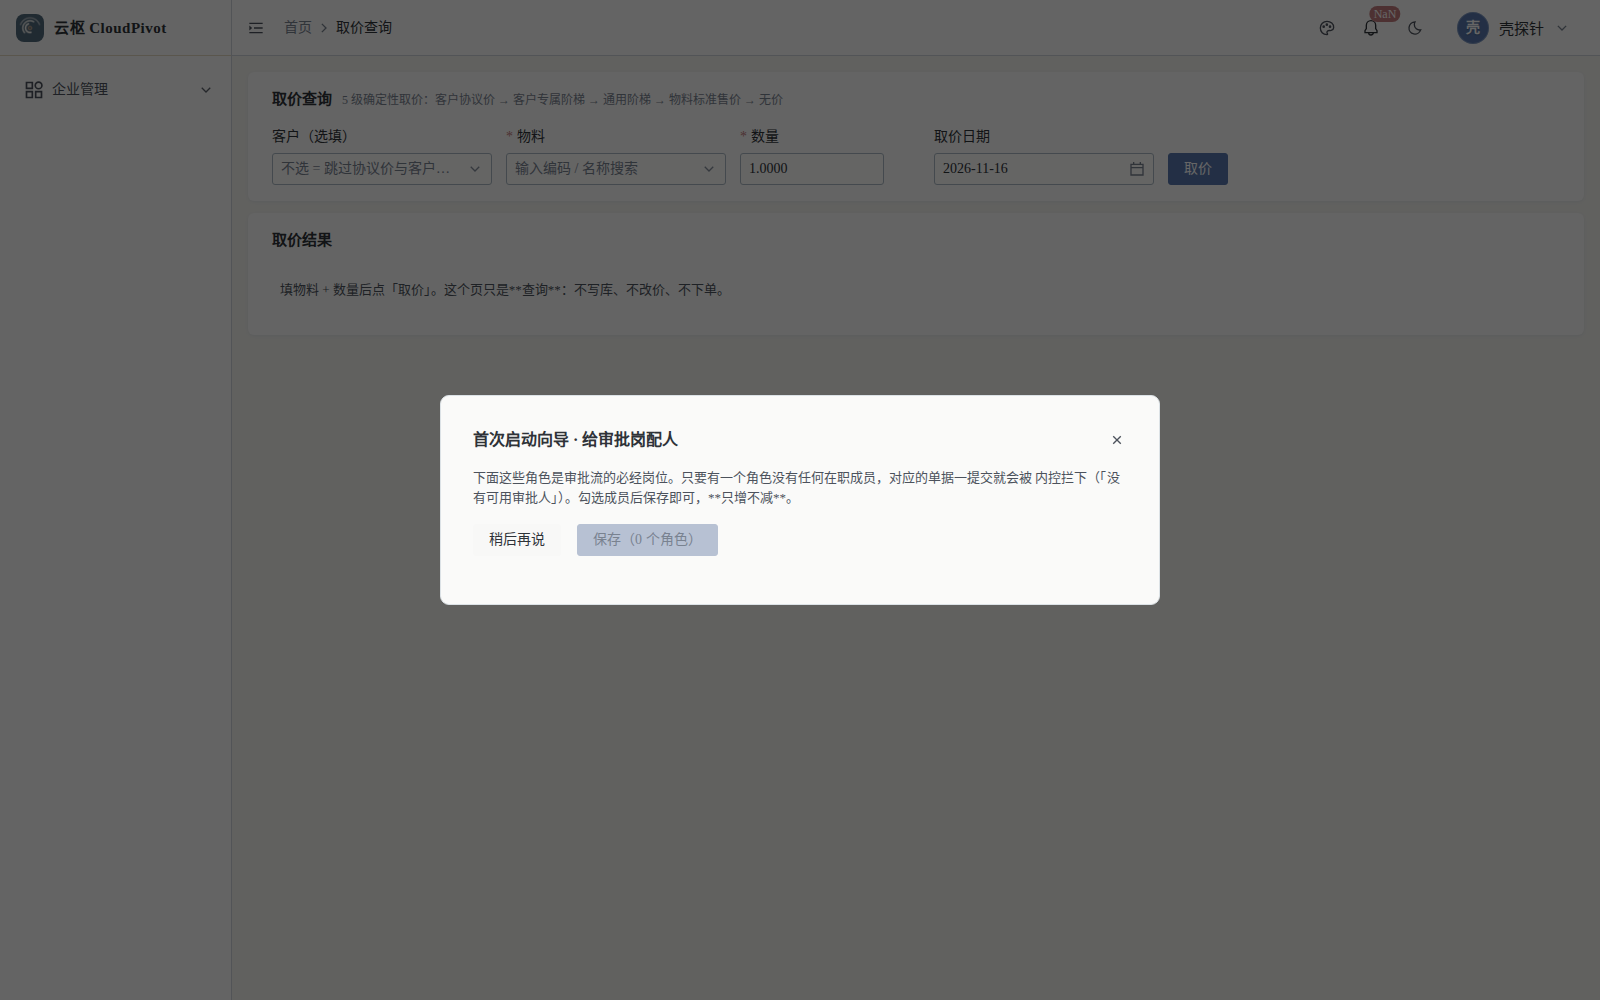 云枢 CloudPivot
首页 > 取价查询
NaN
壳 壳探针
企业管理
取价查询 5 级确定性取价：客户协议价 → 客户专属阶梯 → 通用阶梯 → 物料标准售价 → 无价
客户（选填） * 物料 * 数量 取价日期
不选 = 跳过协议价与客户... 输入编码 / 名称搜索 1.0000 2026-11-16 取价
取价结果
填物料 + 数量后点「取价」。这个页只是**查询**：不写库、不改价、不下单。
首次启动向导 · 给审批岗配人
下面这些角色是审批流的必经岗位。只要有一个角色没有任何在职成员，对应的单据一提交就会被 内控拦下（「没
有可用审批人」）。勾选成员后保存即可，**只增不减**。
稍后再说 保存（0 个角色）